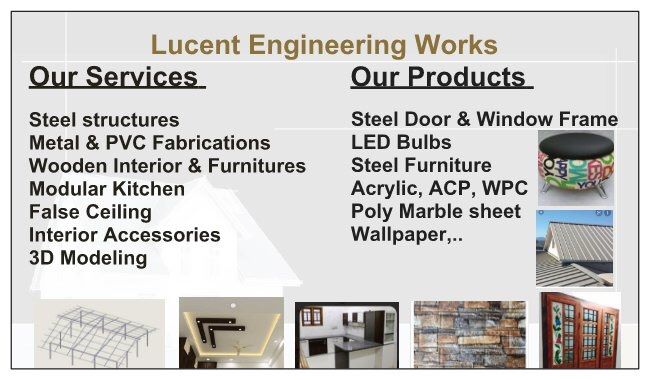 Lucent Engineering Works
Our Services
Steel structures
Metal & PVC Fabrications
Wooden Interior & Furnitures
Modular Kitchen
False Ceiling
Interior Accessories
3D Modeling
Our Products
Steel Door & Window Frame
LED Bulbs
Steel Furniture
Acrylic, ACP, WPC
Poly Marble sheet
Wallpaper,..